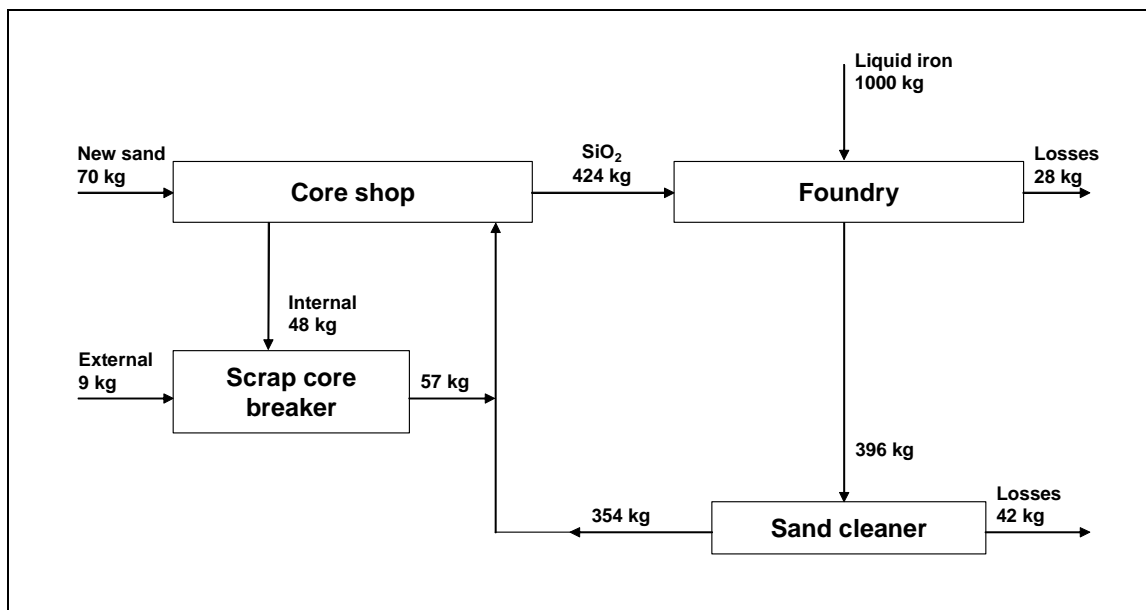 Liquid iron
1000 kg
New sand
70 kg
Core shop
SiO₂
424 kg
Foundry
Losses
28 kg
Internal
48 kg
External
9 kg
Scrap core
breaker
57 kg
396 kg
354 kg
Sand cleaner
Losses
42 kg